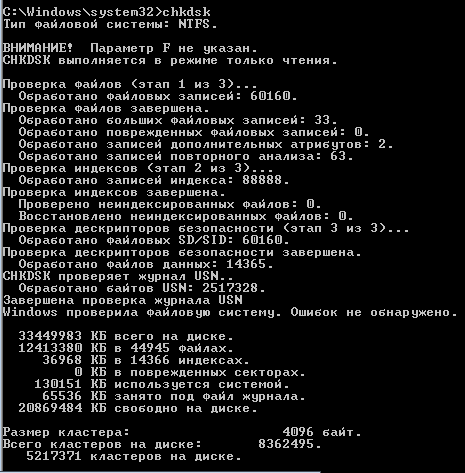 C:\Windows\system32>chkdsk
Тип файловой системы: NTFS.
ВНИМАНИЕ! Параметр F не указан.
CHKDSK выполняется в режиме только чтения.
Проверка файлов (этап 1 из 3)...
Обработано файловых записей: 60160.
Проверка файлов завершена.
Обработано больших файловых записей: 33.
Обработано поврежденных файловых записей: 0.
Обработано записей дополнительных атрибутов: 2.
Обработано записей повторного анализа: 63.
Проверка индексов (этап 2 из 3)...
Обработано записей индекса: 88888.
Проверка индексов завершена.
Проверено неиндексированных файлов: 0.
Восстановлено неиндексированных файлов: 0.
Проверка дескрипторов безопасности (этап 3 из 3)...
Обработано файловых SD/SID: 60160.
Проверка дескрипторов безопасности завершена.
Обработано файлов данных: 14365.
CHKDSK проверяет журнал USN..
Обработано байтов USN: 2517328.
Завершена проверка журнала USN
Windows проверила файловую систему. Ошибок не обнаружено.
33449983 КБ всего на диске.
12413380 КБ в 44945 файлах.
36968 КБ в 14366 индексах.
0 КБ в поврежденных секторах.
130151 КБ используется системой.
65536 КБ занято под файл журнала.
20869484 КБ свободно на диске.
Размер кластера: 4096 байт.
Всего кластеров на диске: 8362495.
5217371 кластеров на диске.